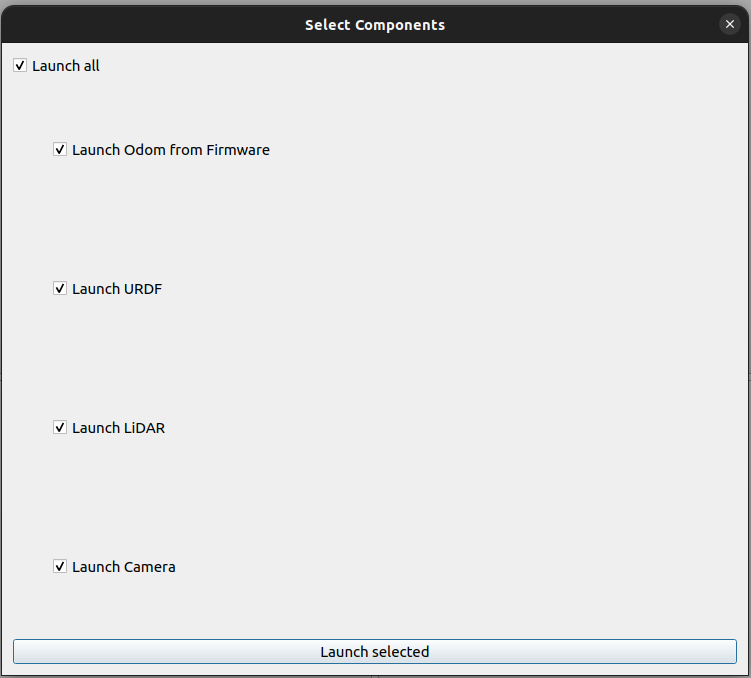 Select Components
Launch all
Launch Odom from Firmware
Launch URDF
Launch LiDAR
Launch Camera
Launch selected